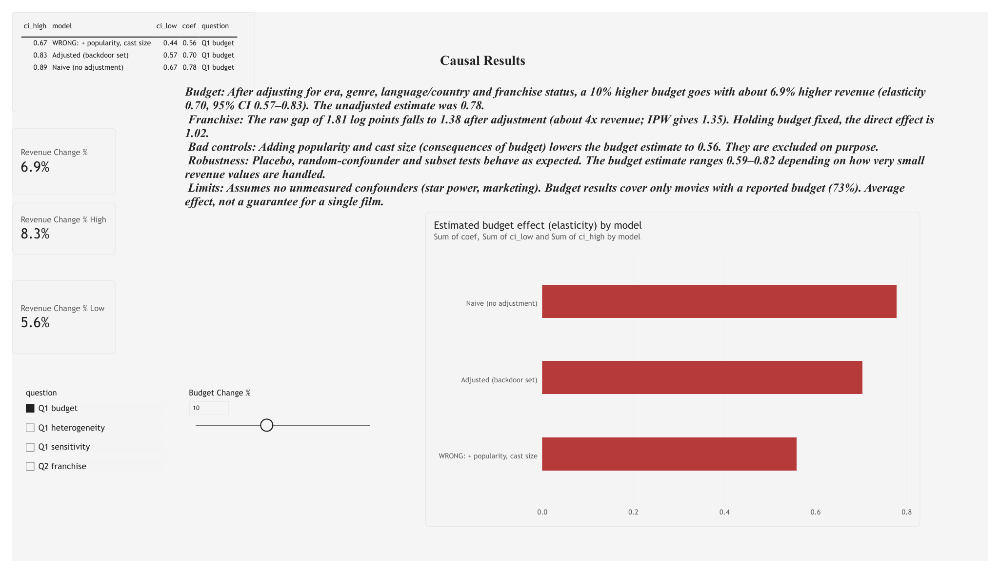 ci_high model ci_low coef question
0.67 WRONG: + popularity, cast size 0.44 0.56 Q1 budget
0.83 Adjusted (backdoor set) 0.57 0.70 Q1 budget
0.89 Naive (no adjustment) 0.67 0.78 Q1 budget
Causal Results
Budget: After adjusting for era, genre, language/country and franchise status, a 10% higher budget goes with about 6.9% higher revenue (elasticity
0.70, 95% CI 0.57–0.83). The unadjusted estimate was 0.78.
Franchise: The raw gap of 1.81 log points falls to 1.38 after adjustment (about 4x revenue; IPW gives 1.35). Holding budget fixed, the direct effect is
1.02.
Bad controls: Adding popularity and cast size (consequences of budget) lowers the budget estimate to 0.56. They are excluded on purpose.
Robustness: Placebo, random-confounder and subset tests behave as expected. The budget estimate ranges 0.59–0.82 depending on how very small
revenue values are handled.
Limits: Assumes no unmeasured confounders (star power, marketing). Budget results cover only movies with a reported budget (73%). Average
effect, not a guarantee for a single film.
Revenue Change %
6.9%
Revenue Change % High
8.3%
Revenue Change % Low
5.6%
question
Q1 budget
Q1 heterogeneity
Q1 sensitivity
Q2 franchise
Budget Change %
10
Estimated budget effect (elasticity) by model
Sum of coef, Sum of ci_low and Sum of ci_high by model
Naive (no adjustment)
Adjusted (backdoor set)
WRONG: + popularity, cast size
0.0 0.2 0.4 0.6 0.8